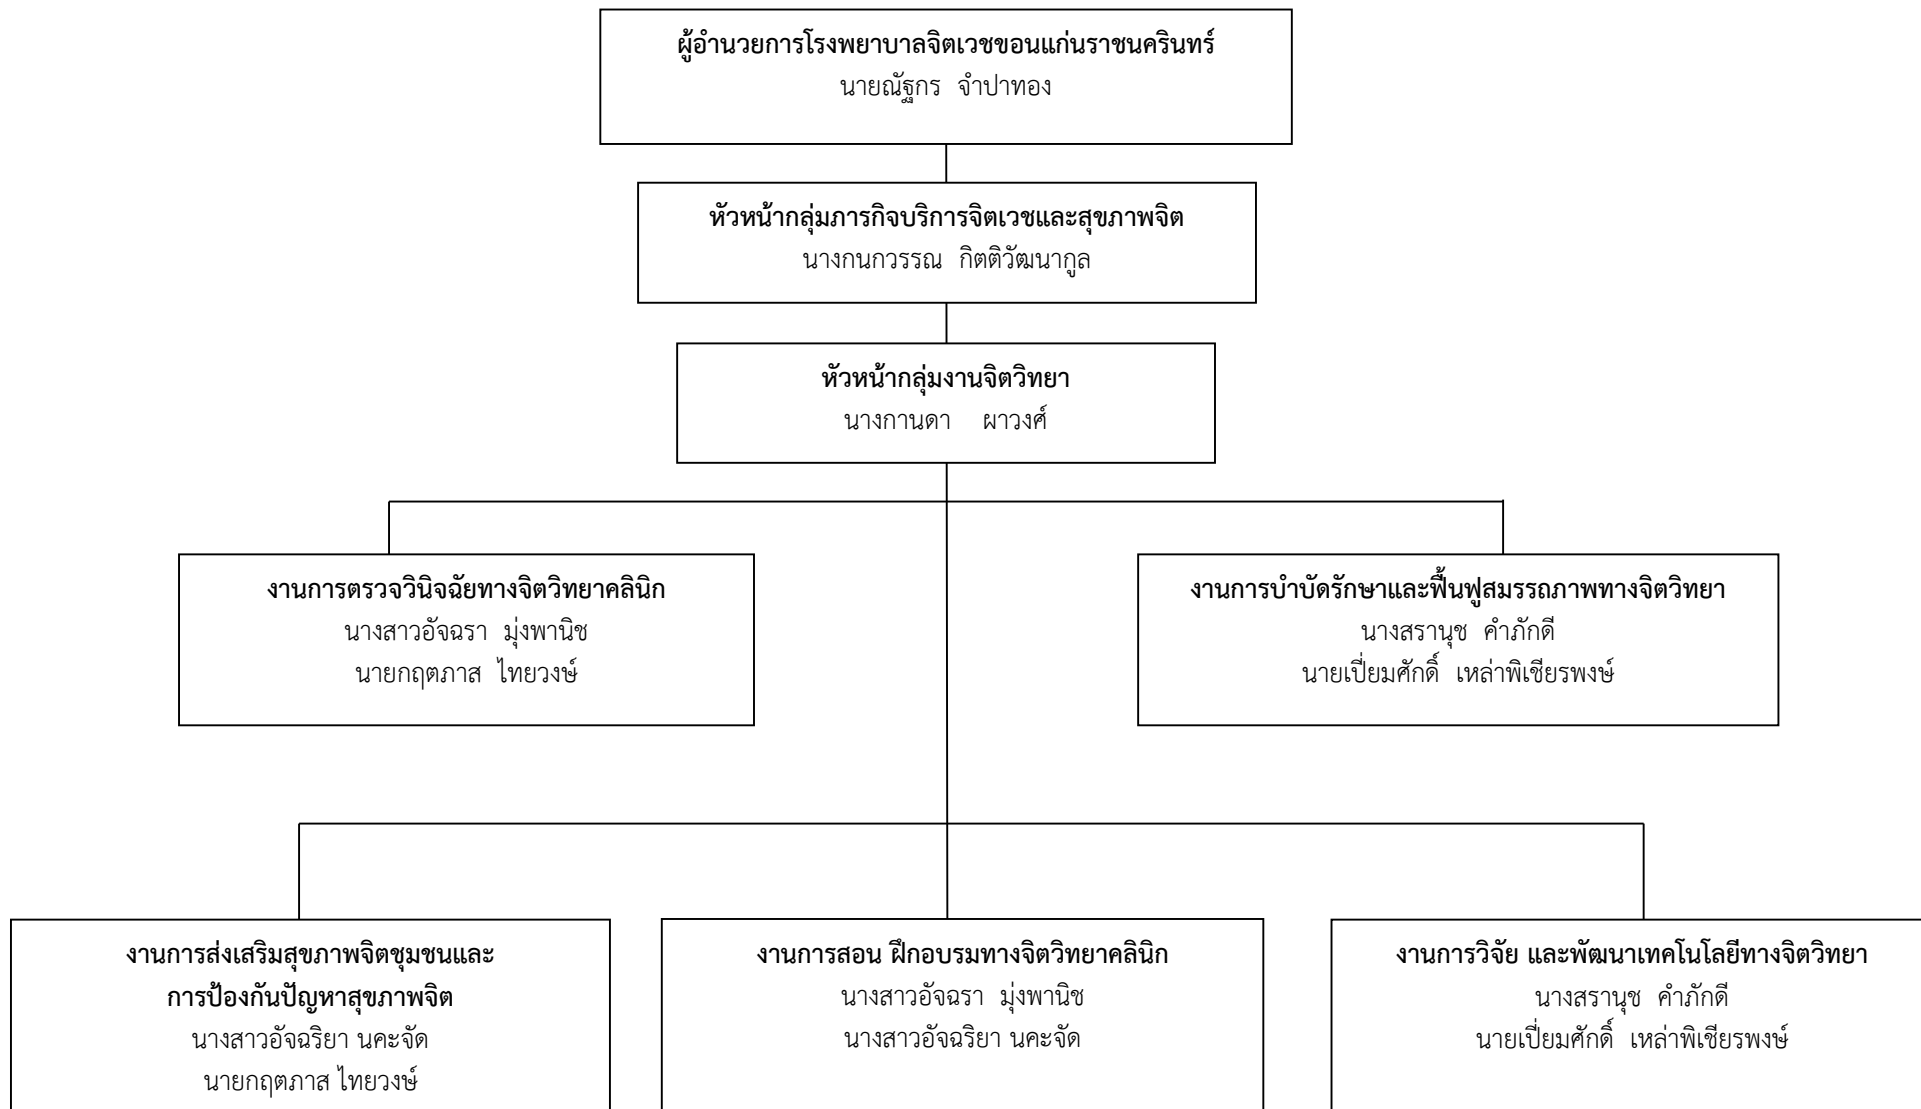 ผู้อำนวยการโรงพยาบาลจิตเวชขอนแก่นราชนครินทร์
นายณัฐกร  จำปาทอง
หัวหน้ากลุ่มภารกิจบริการจิตเวชและสุขภาพจิต
นางกนกวรรณ  กิตติวัฒนากูล
หัวหน้ากลุ่มงานจิตวิทยา
นางกานดา  ผาวงศ์
งานการตรวจวินิจฉัยทางจิตวิทยาคลินิก
นางสาวอัจฉรา  มุ่งพานิช
นายกฤตภาส  ไทยวงษ์
งานการบำบัดรักษาและฟื้นฟูสมรรถภาพทางจิตวิทยา
นางสรานุช  คำภักดี
นายเปี่ยมศักดิ์  เหล่าพิเชียรพงษ์
งานการส่งเสริมสุขภาพจิตชุมชนและ
การป้องกันปัญหาสุขภาพจิต
นางสาวอัจฉริยา นคะจัด
นายกฤตภาส ไทยวงษ์
งานการสอน ฝึกอบรมทางจิตวิทยาคลินิก
นางสาวอัจฉรา  มุ่งพานิช
นางสาวอัจฉริยา นคะจัด
งานการวิจัย และพัฒนาเทคโนโลยีทางจิตวิทยา
นางสรานุช  คำภักดี
นายเปี่ยมศักดิ์  เหล่าพิเชียรพงษ์